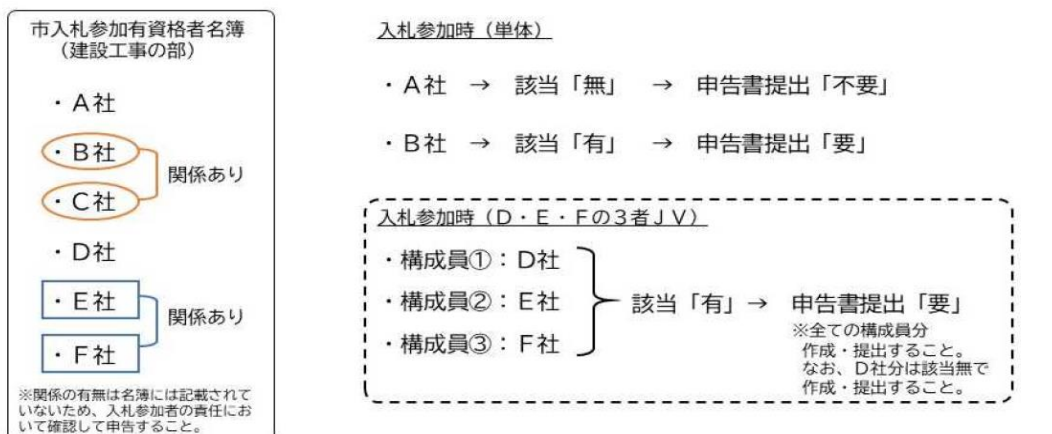 市入札参加有資格者名簿
（建設工事の部）
・A社
・B社
関係あり
・C社
・D社
・E社
関係あり
・F社
※関係の有無は名簿には記載されて
いないため、入札参加者の責任にお
いて確認して申告すること。
入札参加時（単体）
・A社 → 該当「無」 → 申告書提出「不要」
・B社 → 該当「有」 → 申告書提出「要」
入札参加時（D・E・Fの3者JV）
・構成員①：D社
・構成員②：E社
・構成員③：F社
該当「有」→ 申告書提出「要」
※全ての構成員分
作成・提出すること。
なお、D社分は該当無で
作成・提出すること。